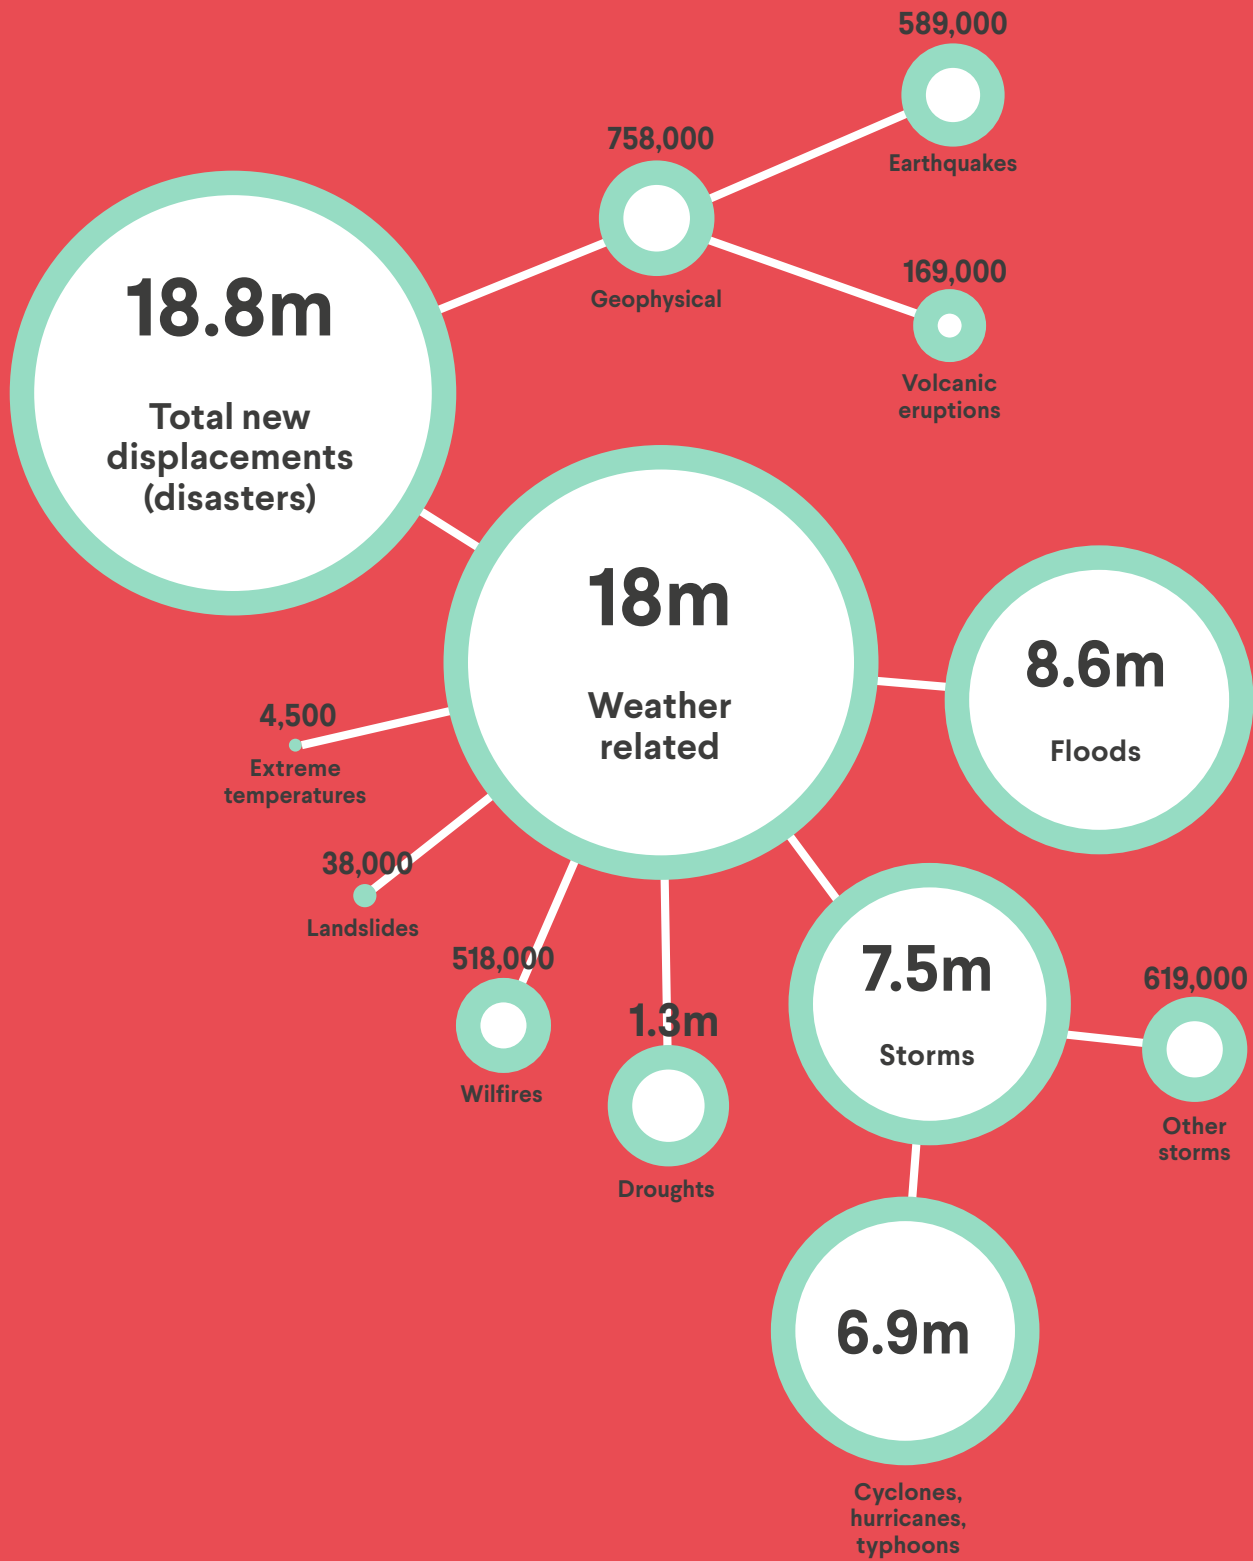 589,000
Earthquakes
758,000
Geophysical
169,000
Volcanic
eruptions
18.8m
Total new
displacements
(disasters)
18m
Weather
related
8.6m
Floods
4,500
Extreme
temperatures
38,000
Landslides
518,000
Wilfires
1.3m
Droughts
7.5m
Storms
619,000
Other
storms
6.9m
Cyclones,
hurricanes,
typhoons